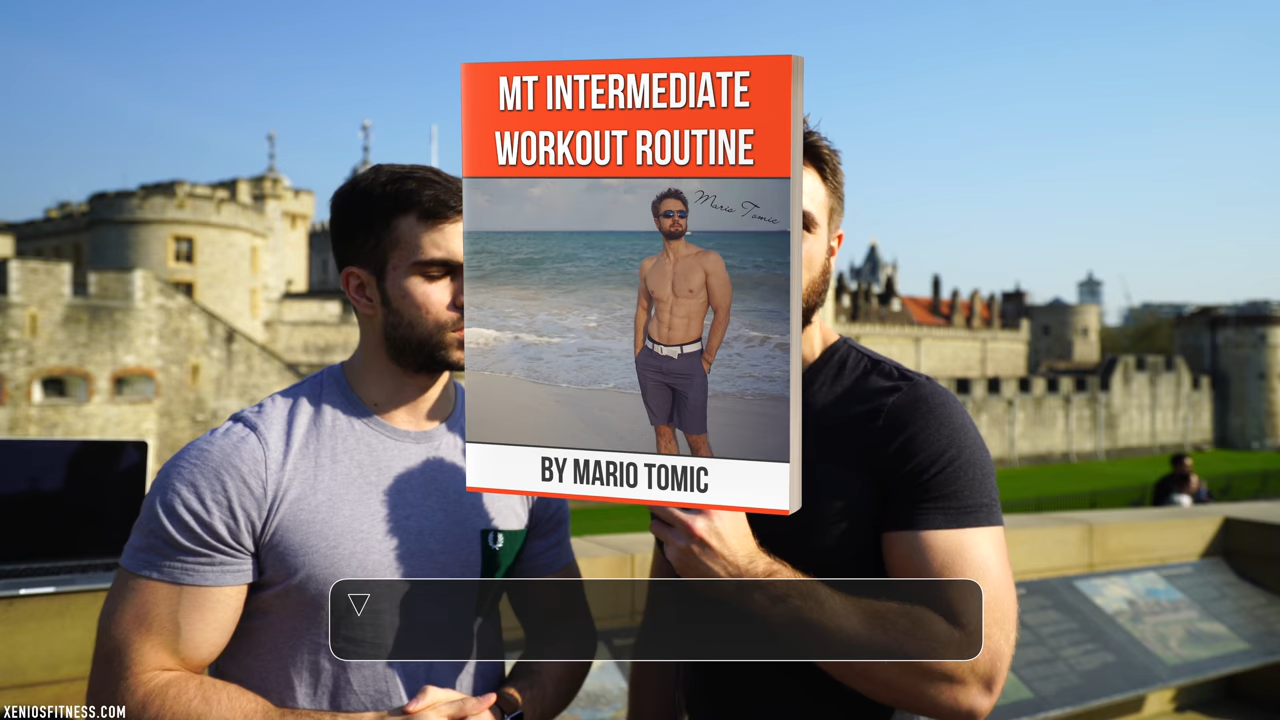 MT INTERMEDIATE
WORKOUT ROUTINE
Mario Tomic
BY MARIO TOMIC
XENIOSFITNESS.COM